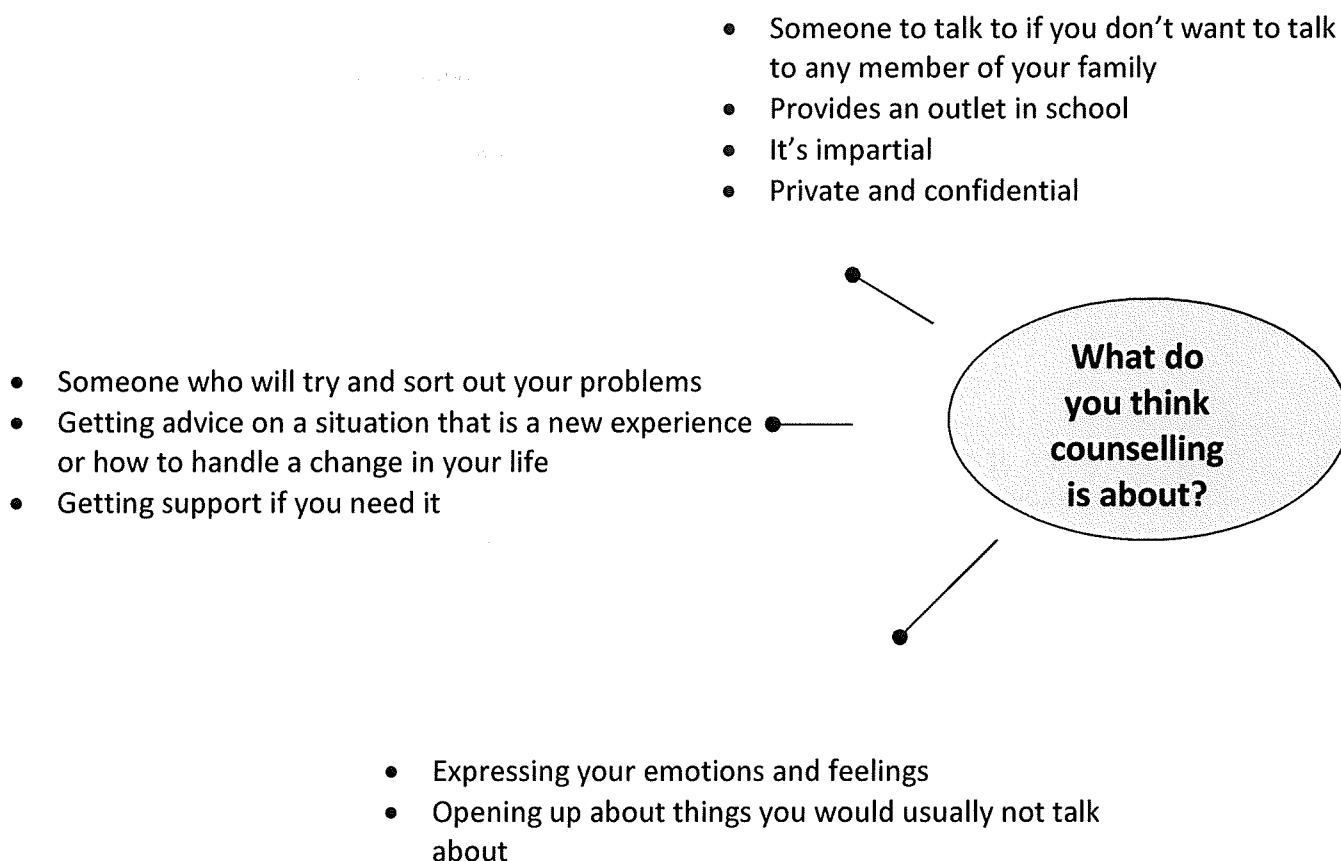 • Someone to talk to if you don’t want to talk
to any member of your family
• Provides an outlet in school
• It’s impartial
• Private and confidential
What do
you think
counselling
is about?
• Someone who will try and sort out your problems
• Getting advice on a situation that is a new experience
or how to handle a change in your life
• Getting support if you need it
• Expressing your emotions and feelings
• Opening up about things you would usually not talk
about